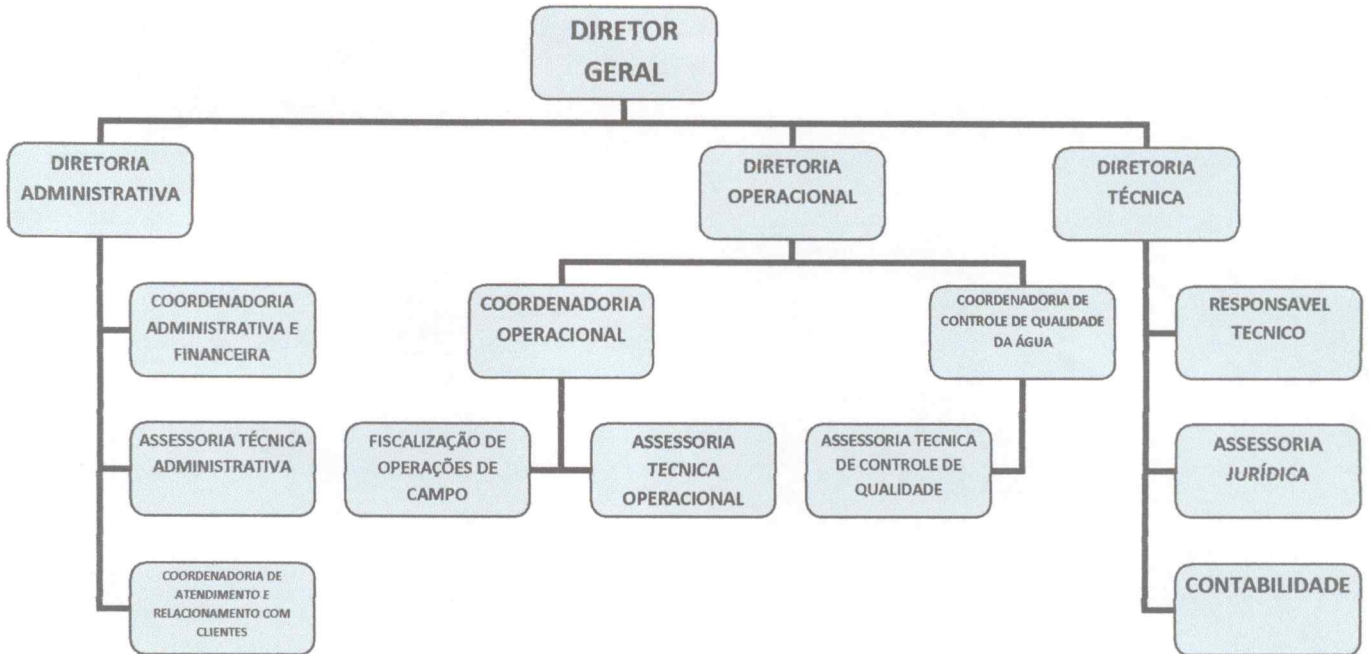 DIRETOR
GERAL
DIRETORIA
ADMINISTRATIVA
DIRETORIA
OPERACIONAL
DIRETORIA
TÉCNICA
COORDENADORIA
ADMINISTRATIVA E
FINANCEIRA
COORDENADORIA
OPERACIONAL
COORDENADORIA DE
CONTROLE DE QUALIDADE
DA ÁGUA
RESPONSAVEL
TECNICO
ASSESSORIA TÉCNICA
ADMINISTRATIVA
FISCALIZAÇÃO DE
OPERAÇÕES DE
CAMPO
ASSESSORIA
TECNICA
OPERACIONAL
ASSESSORIA TECNICA
DE CONTROLE DE
QUALIDADE
ASSESSORIA
JURÍDICA
COORDENADORIA DE
ATENDIMENTO E
RELACIONAMENTO COM
CLIENTES
CONTABILIDADE